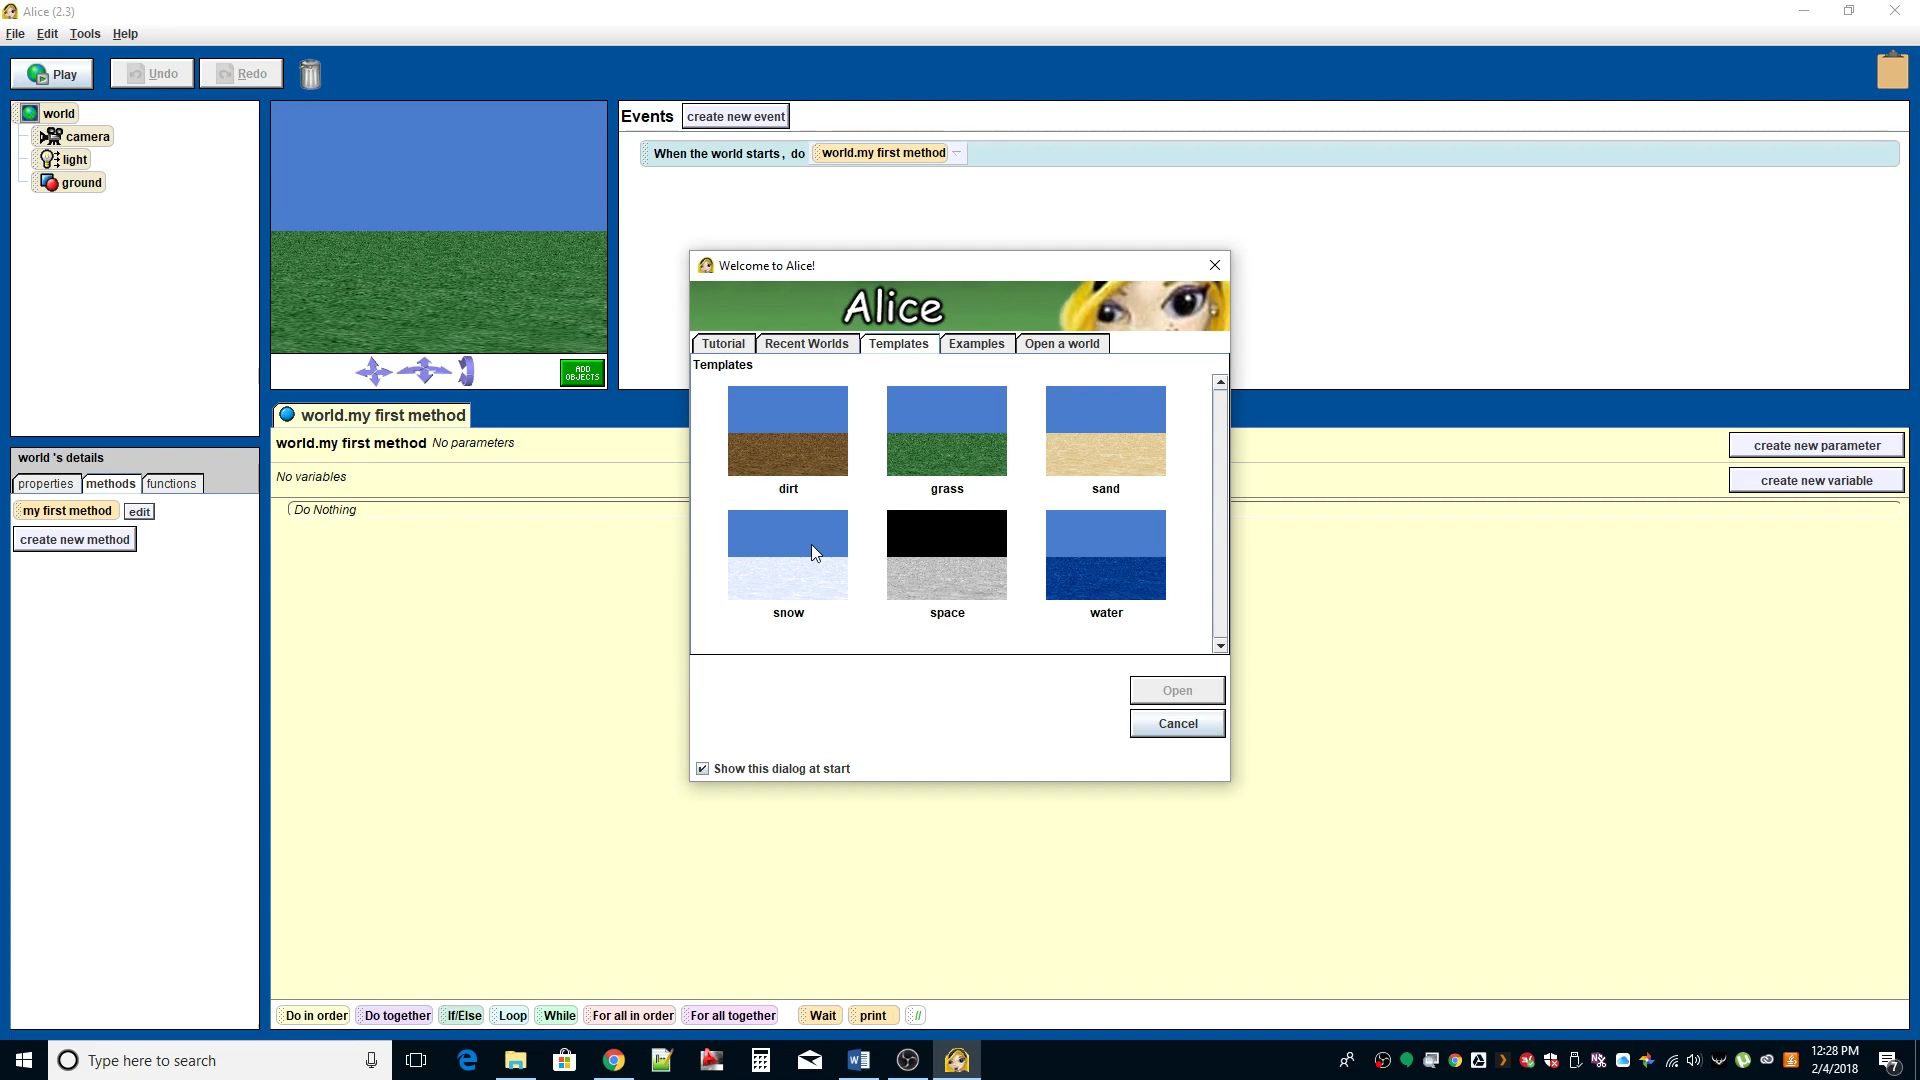 Alice (2.3)
File Edit Tools Help
Play Undo Redo
world
camera
light
ground
ADD OBJECTS
Events create new event
When the world starts, do world.my first method
Welcome to Alice!
Alice
Tutorial Recent Worlds Templates Examples Open a world
Templates
dirt grass sand
snow space water
Open
Cancel
Show this dialog at start
world.my first method
world.my first method No parameters
create new parameter
No variables
create new variable
Do Nothing
world 's details
properties methods functions
my first method edit
create new method
Do in order Do together If/Else Loop While For all in order For all together Wait print //
Type here to search
12:28 PM
2/4/2018
7